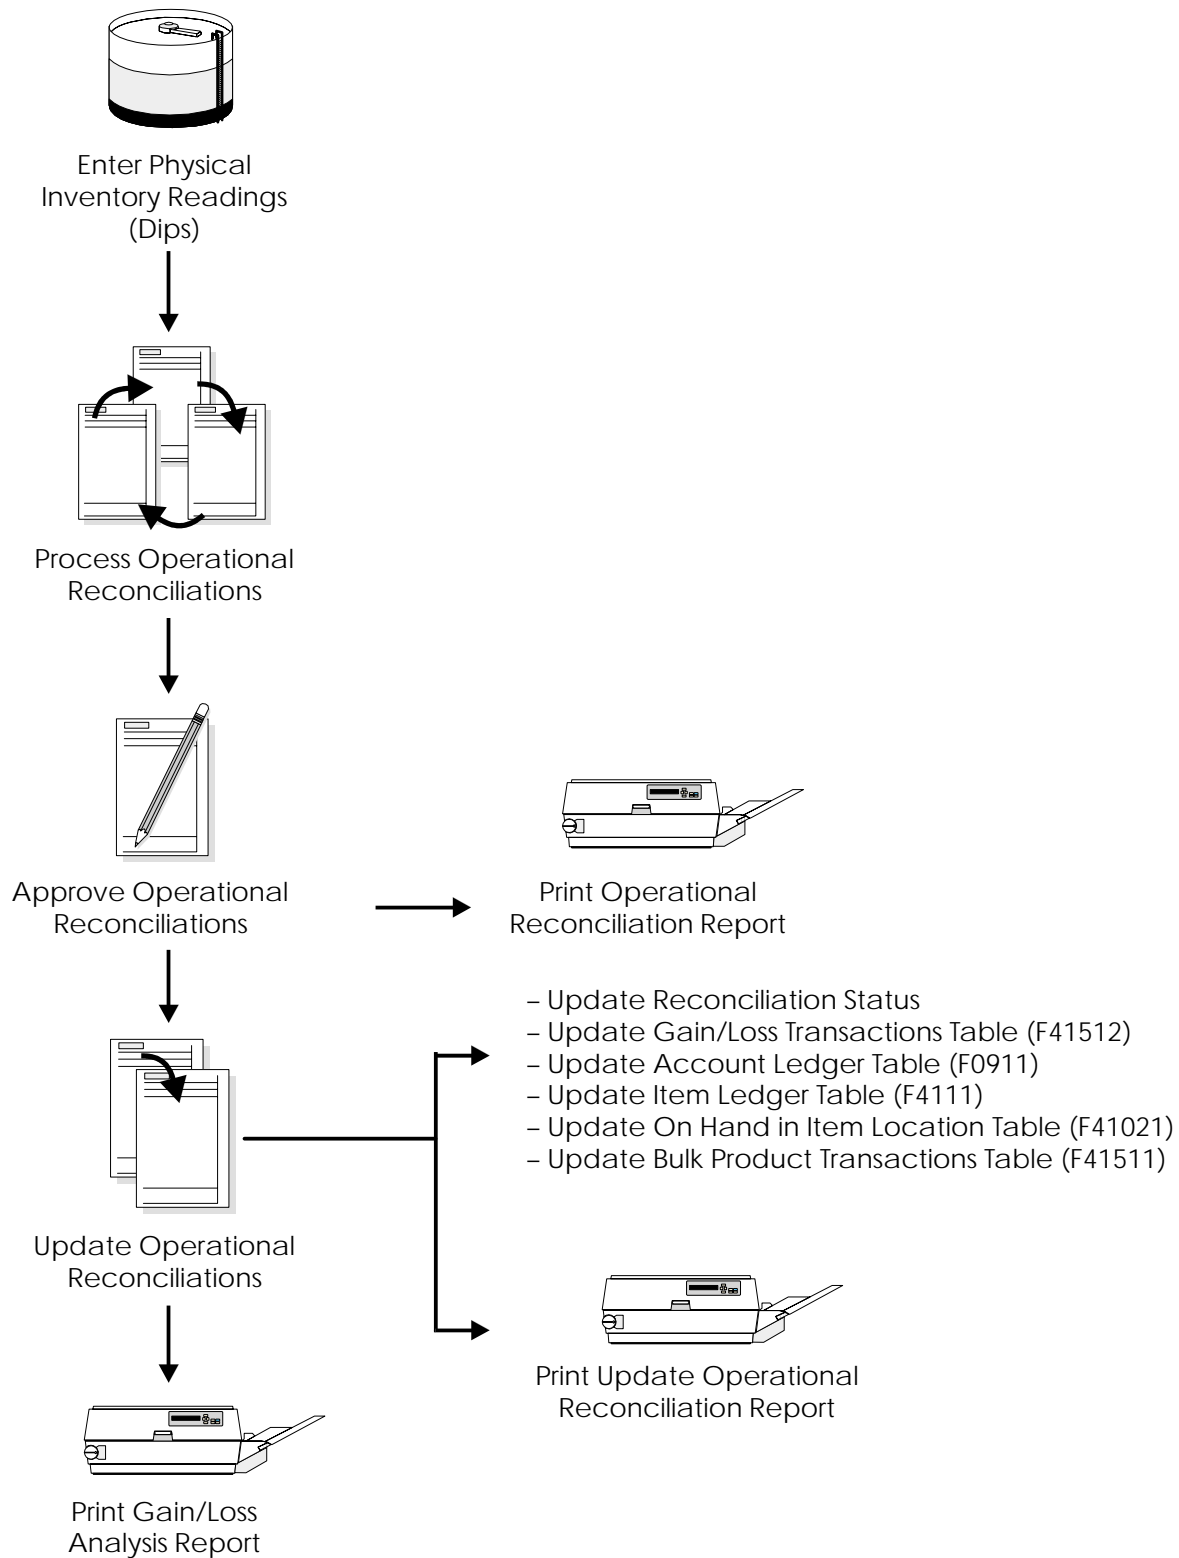 Enter Physical
Inventory Readings
(Dips)
Process Operational
Reconciliations
Approve Operational
Reconciliations
Print Operational
Reconciliation Report
– Update Reconciliation Status
– Update Gain/Loss Transactions Table (F41512)
– Update Account Ledger Table (F0911)
– Update Item Ledger Table (F4111)
– Update On Hand in Item Location Table (F41021)
– Update Bulk Product Transactions Table (F41511)
Update Operational
Reconciliations
Print Update Operational
Reconciliation Report
Print Gain/Loss
Analysis Report